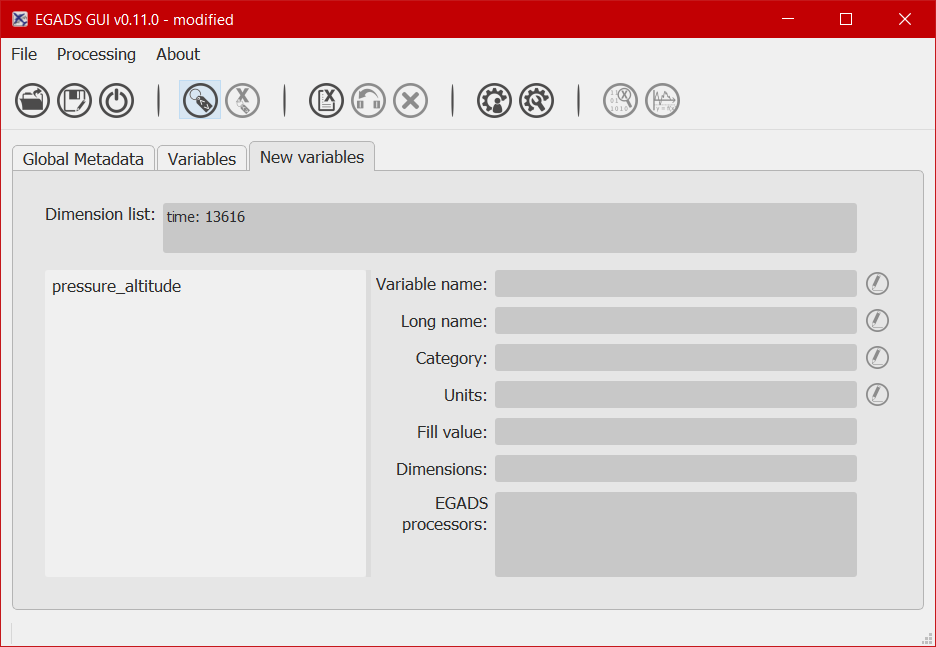 EGADS GUI v0.11.0 - modified
File Processing About
Global Metadata Variables New variables
Dimension list: time: 13616
pressure_altitude
Variable name:
Long name:
Category:
Units:
Fill value:
Dimensions:
EGADS
processors: